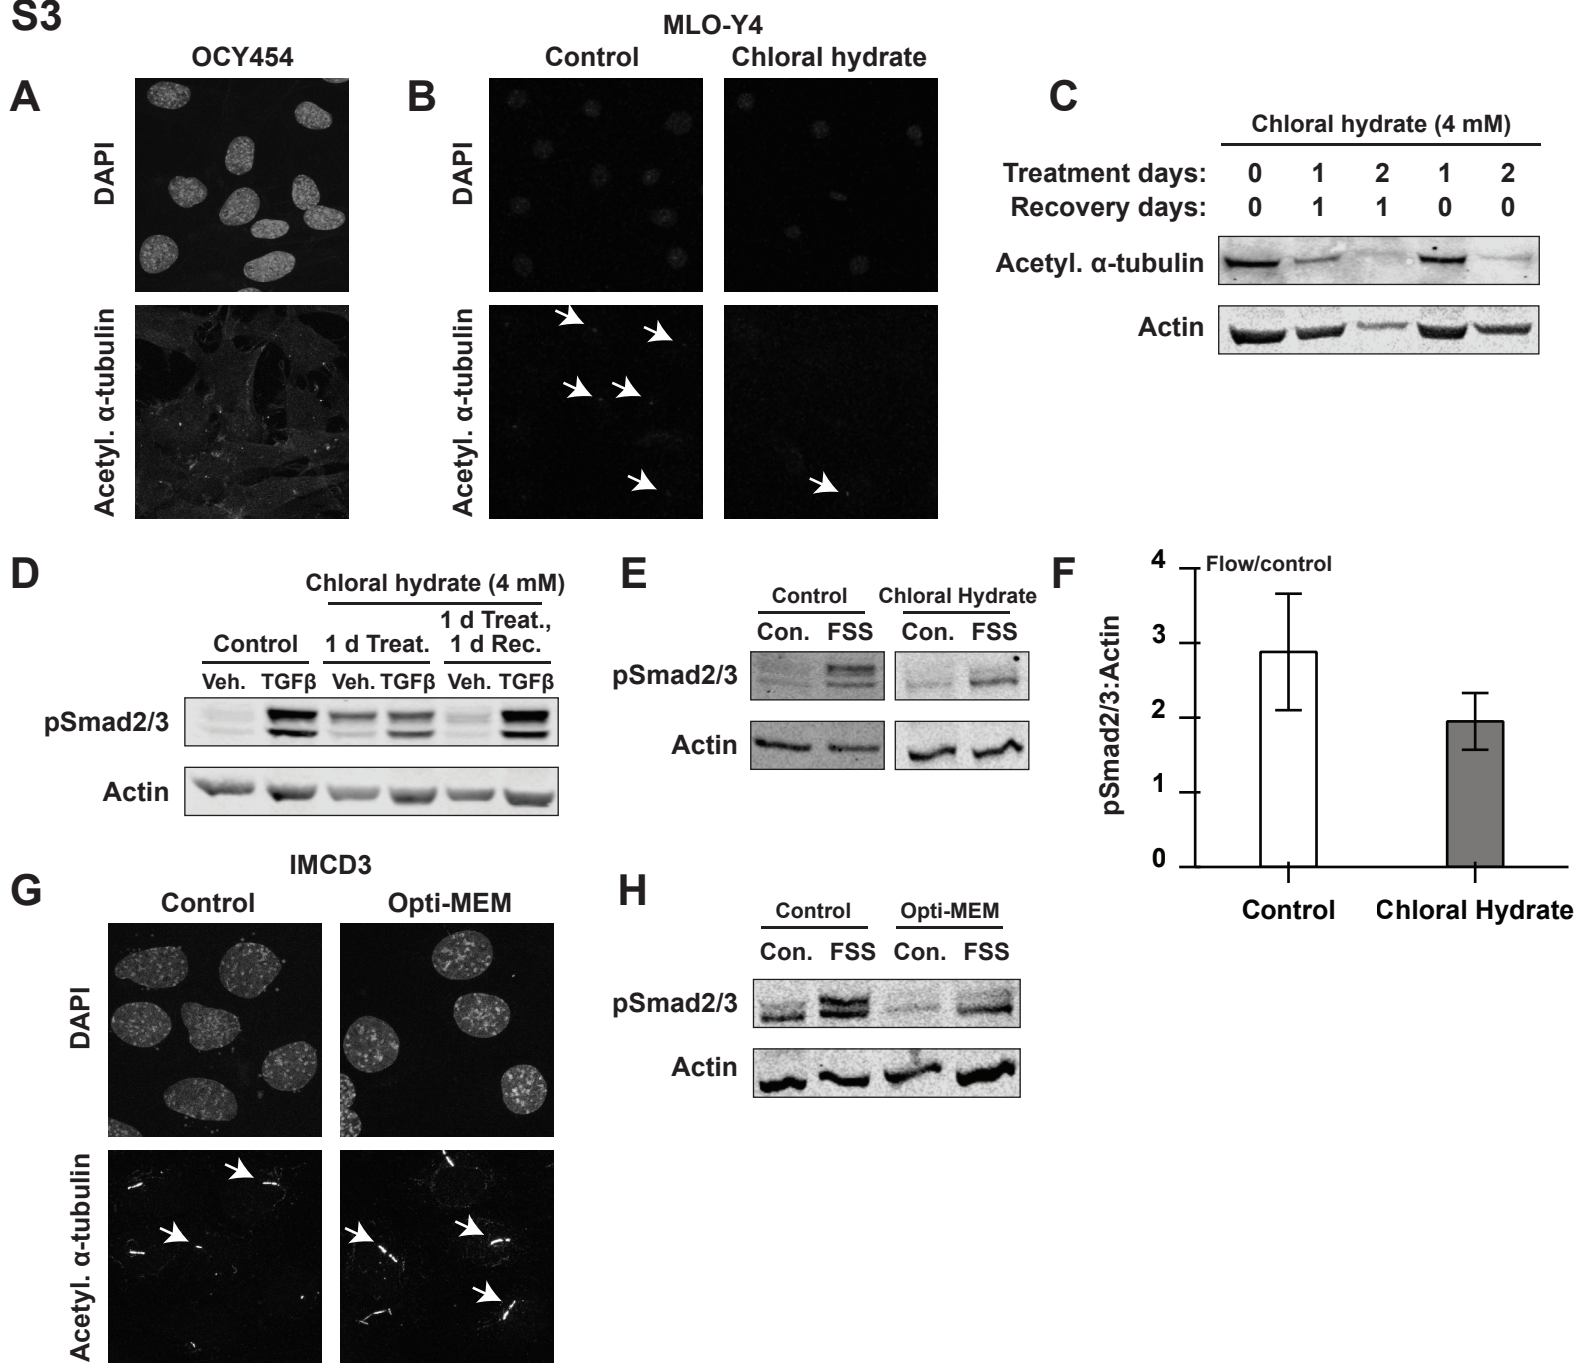 S3
MLO-Y4
OCY454
Control
Chloral hydrate
A
B
C
DAPI
DAPI
Acetyl. α-tubulin
Acetyl. α-tubulin
Chloral hydrate (4 mM)
Treatment days: 0 1 2 1 2
Recovery days: 0 1 1 0 0
Acetyl. α-tubulin
Actin
D
Chloral hydrate (4 mM)
1 d Treat.,
Control 1 d Treat. 1 d Rec.
Veh. TGFβ Veh. TGFβ Veh. TGFβ
pSmad2/3
Actin
E
Control Chloral Hydrate
Con. FSS Con. FSS
pSmad2/3
Actin
F
Flow/control
pSmad2/3:Actin
4
3
2
1
0
Control Chloral Hydrate
G
IMCD3
Control Opti-MEM
DAPI
Acetyl. α-tubulin
H
Control Opti-MEM
Con. FSS Con. FSS
pSmad2/3
Actin